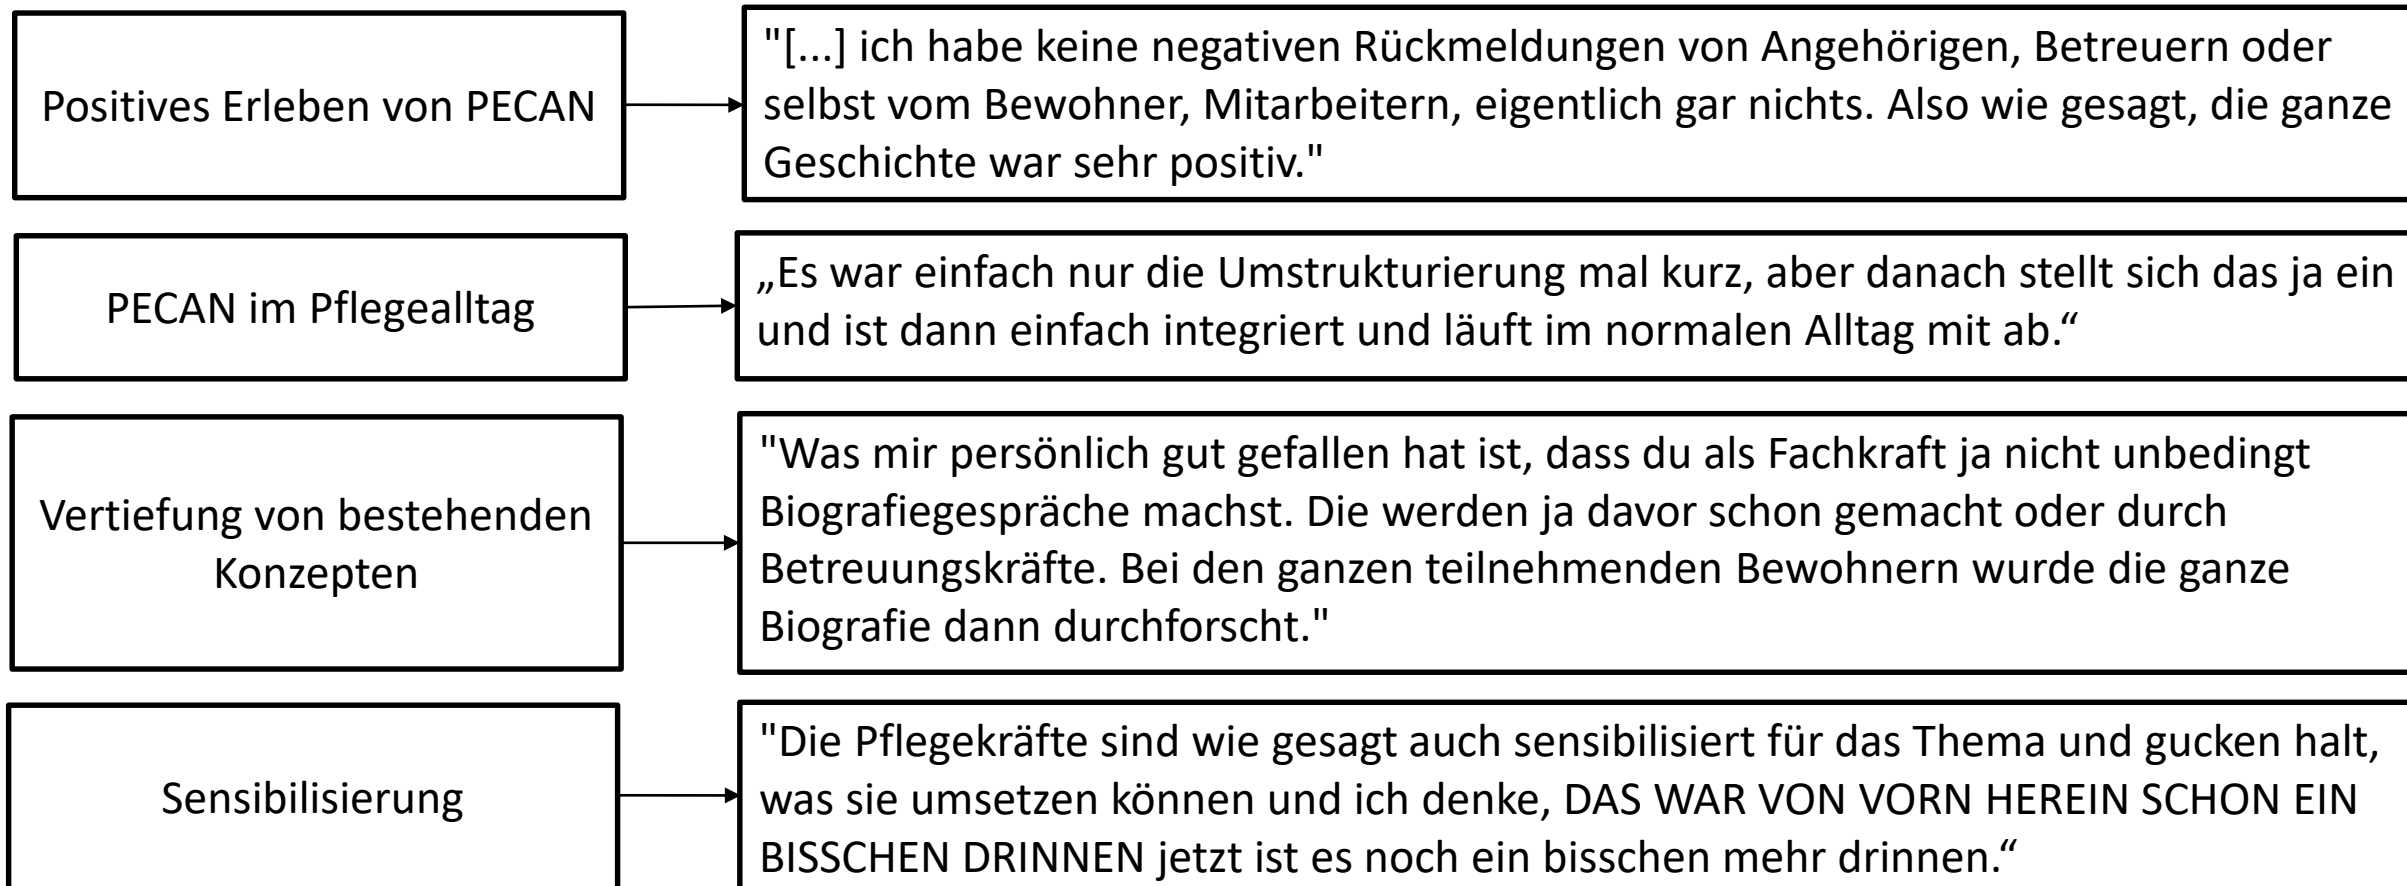 Positives Erleben von PECAN
"[...] ich habe keine negativen Rückmeldungen von Angehörigen, Betreuern oder
selbst vom Bewohner, Mitarbeitern, eigentlich gar nichts. Also wie gesagt, die ganze
Geschichte war sehr positiv."
PECAN im Pflegealltag
„Es war einfach nur die Umstrukturierung mal kurz, aber danach stellt sich das ja ein
und ist dann einfach integriert und läuft im normalen Alltag mit ab.“
Vertiefung von bestehenden
Konzepten
"Was mir persönlich gut gefallen hat ist, dass du als Fachkraft ja nicht unbedingt
Biografiegespräche machst. Die werden ja davor schon gemacht oder durch
Betreuungskräfte. Bei den ganzen teilnehmenden Bewohnern wurde die ganze
Biografie dann durchforscht."
Sensibilisierung
"Die Pflegekräfte sind wie gesagt auch sensibilisiert für das Thema und gucken halt,
was sie umsetzen können und ich denke, DAS WAR VON VORN HEREIN SCHON EIN
BISSCHEN DRINNEN jetzt ist es noch ein bisschen mehr drinnen.“